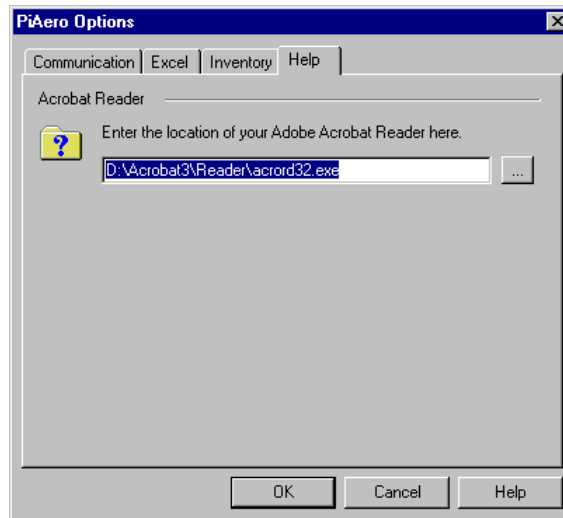 PiAero Options
Communication Excel Inventory Help
Acrobat Reader
Enter the location of your Adobe Acrobat Reader here.
D:\Acrobat3\Reader\acrord32.exe
...
OK Cancel Help